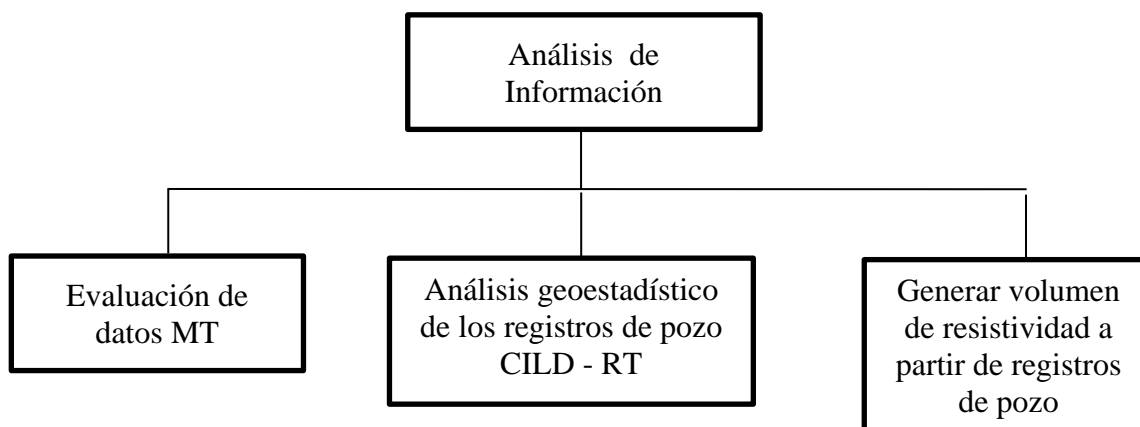 Análisis de
Información
Evaluación de
datos MT
Análisis geoestadístico
de los registros de pozo
CILD - RT
Generar volumen
de resistividad a
partir de registros
de pozo